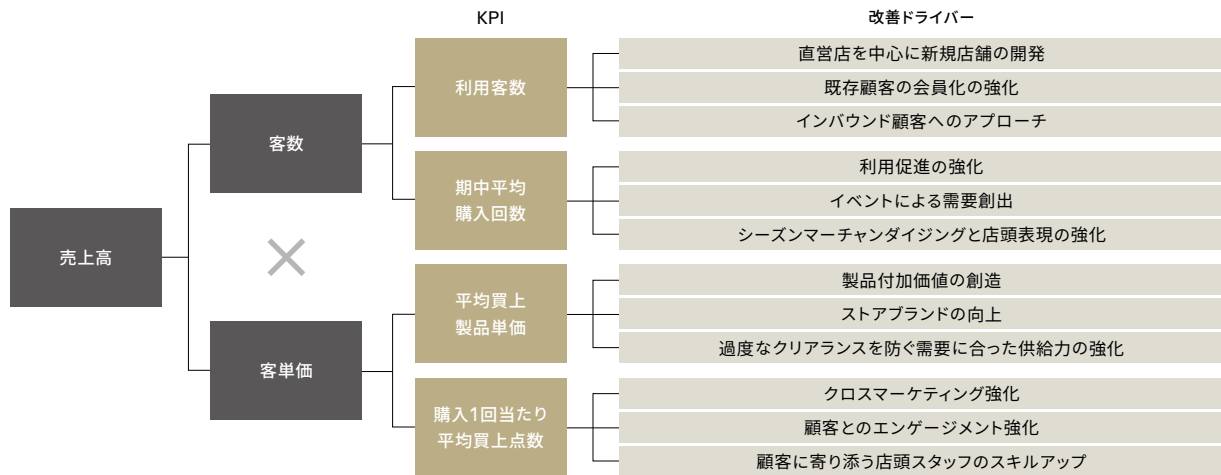 KPI
改善ドライバー
売上高
客数
×
客単価
利用客数
直営店を中心に新規店舗の開発
既存顧客の会員化の強化
インバウンド顧客へのアプローチ
期中平均
購入回数
利用促進の強化
イベントによる需要創出
シーズンマーチャンダイジングと店頭表現の強化
平均買上
製品単価
製品付加価値の創造
ストアブランドの向上
過度なクリアランスを防ぐ需要に合った供給力の強化
購入1回当たり
平均買上点数
クロスマーケティング強化
顧客とのエンゲージメント強化
顧客に寄り添う店頭スタッフのスキルアップ